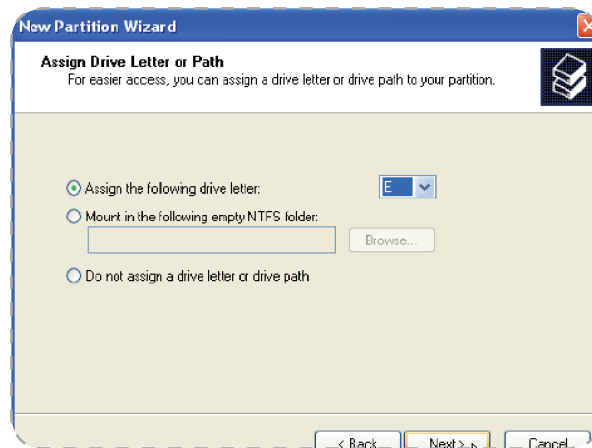 New Partition Wizard
Assign Drive Letter or Path
For easier access, you can assign a drive letter or drive path to your partition.
Assign the following drive letter: E
Mount in the following empty NTFS folder:
Browse...
Do not assign a drive letter or drive path
< Back Next > Cancel